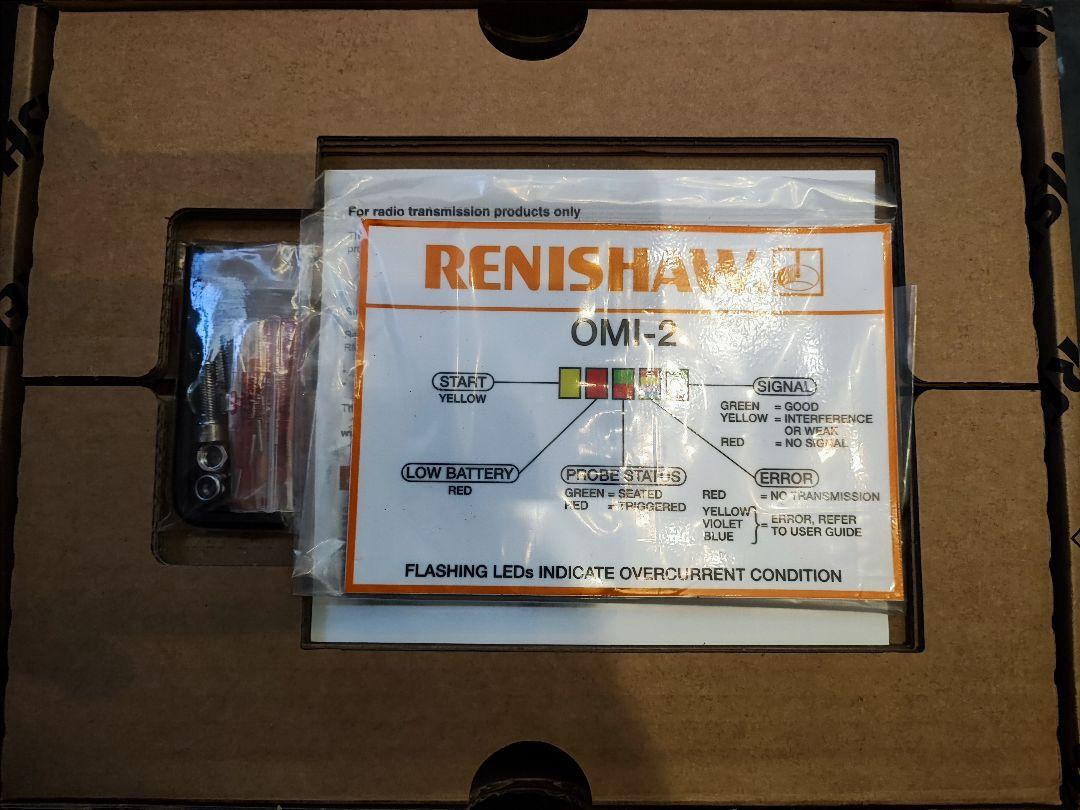 For radio transmission products only
RENISHAW.
OMI-2
START
YELLOW
SIGNAL
GREEN = GOOD
YELLOW = INTERFERENCE
OR WEAK
RED = NO SIGNAL
LOW BATTERY
RED
PROBE STATUS
GREEN = SEATED
RED = TRIGGERED
ERROR
RED = NO TRANSMISSION
YELLOW
VIOLET
BLUE
} = ERROR, REFER
TO USER GUIDE
FLASHING LEDs INDICATE OVERCURRENT CONDITION